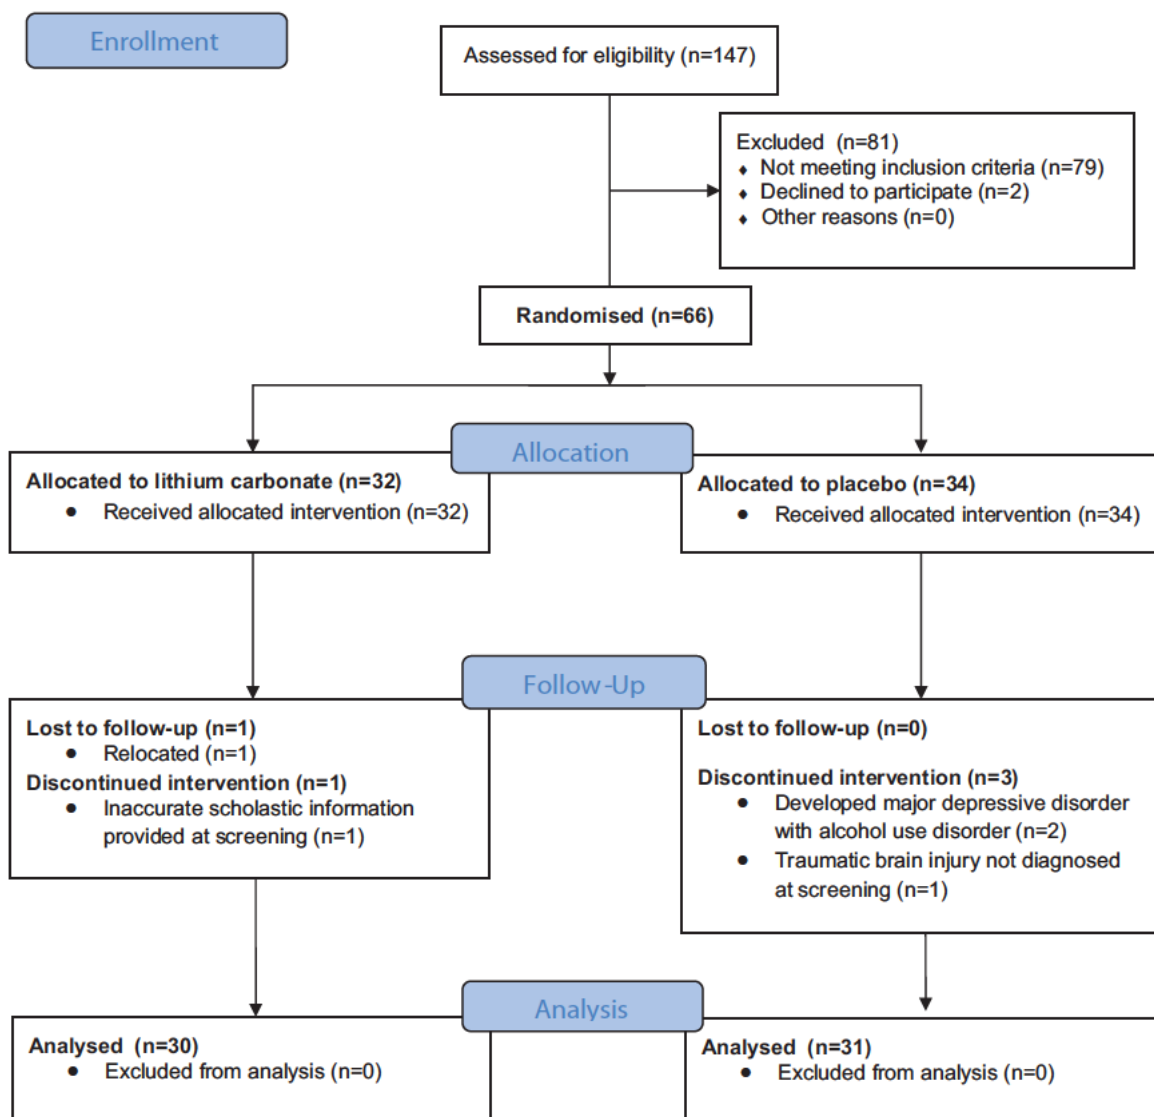 Enrollment
Assessed for eligibility (n=147)
Excluded (n=81)
♦ Not meeting inclusion criteria (n=79)
♦ Declined to participate (n=2)
♦ Other reasons (n=0)
Randomised (n=66)
Allocation
Allocated to lithium carbonate (n=32)
• Received allocated intervention (n=32)
Allocated to placebo (n=34)
• Received allocated intervention (n=34)
Follow-Up
Lost to follow-up (n=1)
• Relocated (n=1)
Discontinued intervention (n=1)
• Inaccurate scholastic information
provided at screening (n=1)
Lost to follow-up (n=0)
Discontinued intervention (n=3)
• Developed major depressive disorder
with alcohol use disorder (n=2)
• Traumatic brain injury not diagnosed
at screening (n=1)
Analysis
Analysed (n=30)
• Excluded from analysis (n=0)
Analysed (n=31)
• Excluded from analysis (n=0)